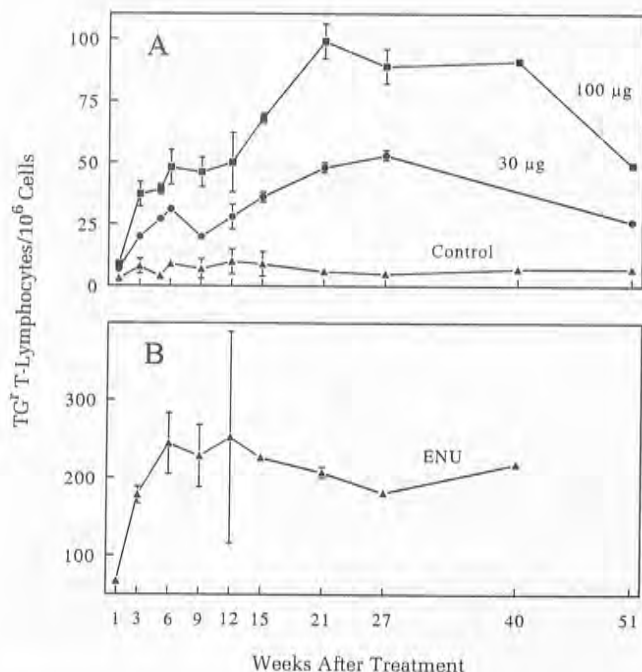 TGʳ T-Lymphocytes/10⁶ Cells
A
100
75
50
25
0
100 µg
30 µg
Control
B
300
200
100
ENU
1 3 6 9 12 15 21 27 40 51
Weeks After Treatment